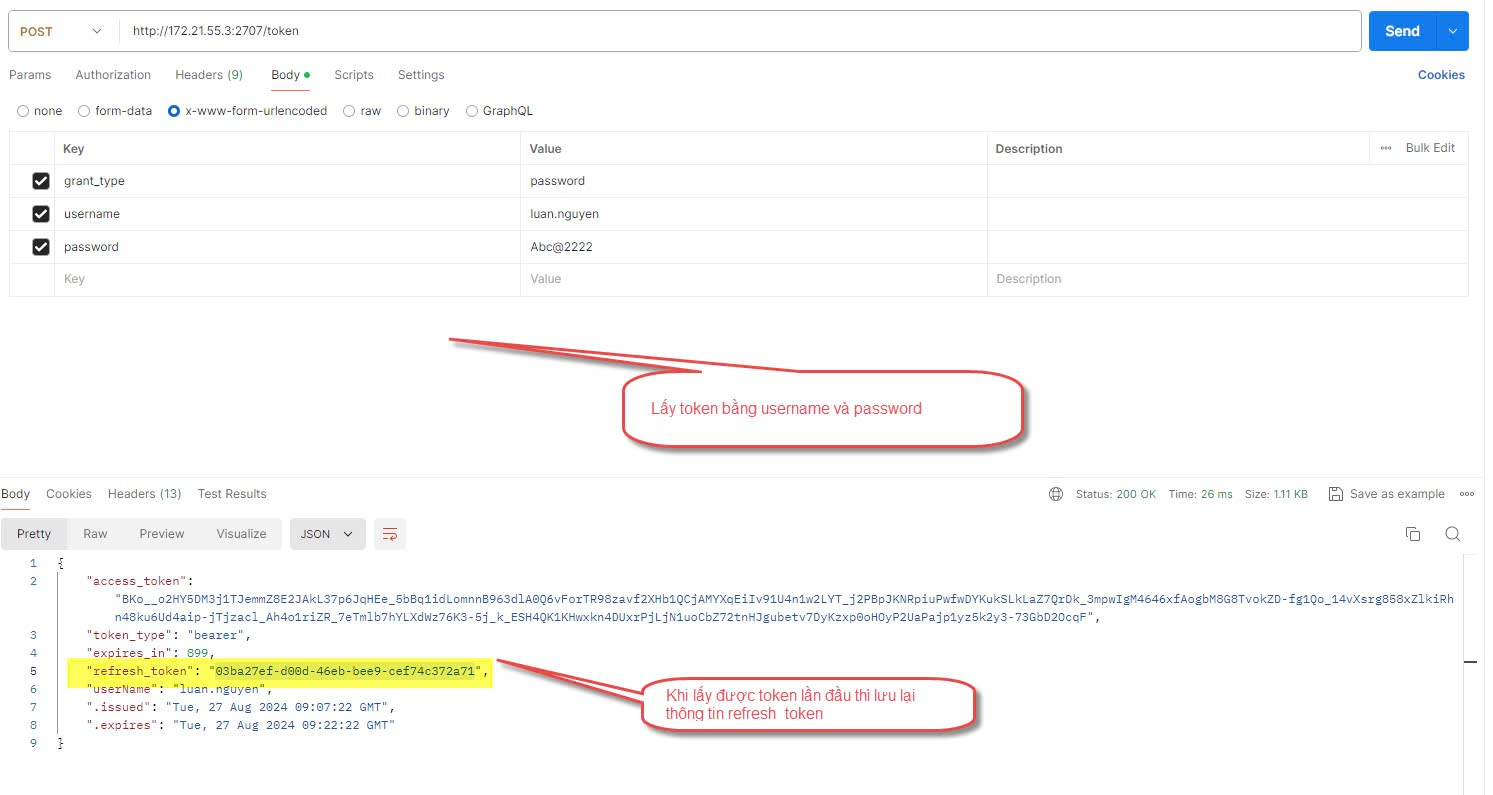 POST http://172.21.55.3:2707/token Send
Params Authorization Headers (9) Body Scripts Settings Cookies
none form-data x-www-form-urlencoded raw binary GraphQL
Key Value Description Bulk Edit
grant_type password
username luan.nguyen
password Abc@2222
Key Value Description
Lấy token bằng username và password
Body Cookies Headers (13) Test Results Status: 200 OK Time: 26 ms Size: 1.11 KB Save as example
Pretty Raw Preview Visualize JSON
1 {
2 "access_token":
"BKo__o2HY5DM3j1TJemmZ8E2JAkL37p6JqHEe_5bBq1idLomnnB963dlA0Q6vForTR98zavf2XHb1QCjAMYXqEiIv91U4n1w2LYT_j2PBpJKNRpiuPwfwDYKukSLkLaZ7QrDk_3mpwIgM4646xfAogbM8G8TvokZD-fg1Qo_14vXsrg858xZlkiRh
n48ku6Ud4aip-jTjzacl_Ah4o1riZR_7eTmlb7hYLXdWz76K3-5j_k_ESH4QK1KHwxkn4DUxrPjLjN1uoCbZ72tnHJgubetv7DyKzxp0oHOyP2UaPajp1yz5k2y3-73GbD2OcqF",
3 "token_type": "bearer",
4 "expires_in": 899,
5 "refresh_token": "03ba27ef-d00d-46eb-bee9-cef74c372a71",
6 "userName": "luan.nguyen",
7 ".issued": "Tue, 27 Aug 2024 09:07:22 GMT",
8 ".expires": "Tue, 27 Aug 2024 09:22:22 GMT"
9 }
Khi lấy được token lần đầu thì lưu lại
thông tin refresh token